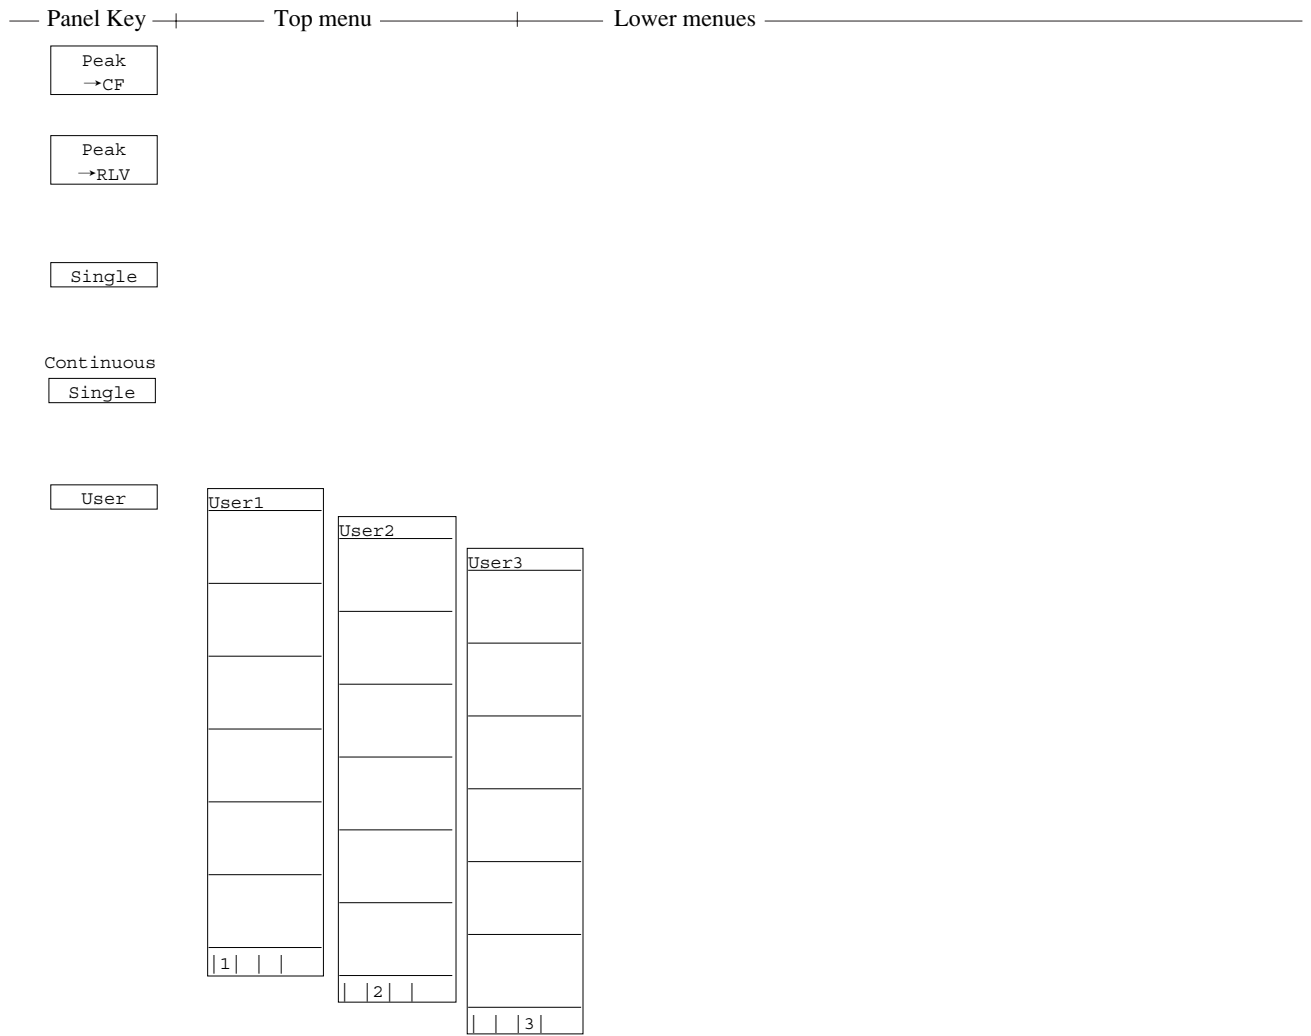 Panel Key Top menu Lower menues
Peak
→CF
Peak
→RLV
Single
Continuous
Single
User
User1
User2
User3
|1| | |
| |2| |
| | |3|